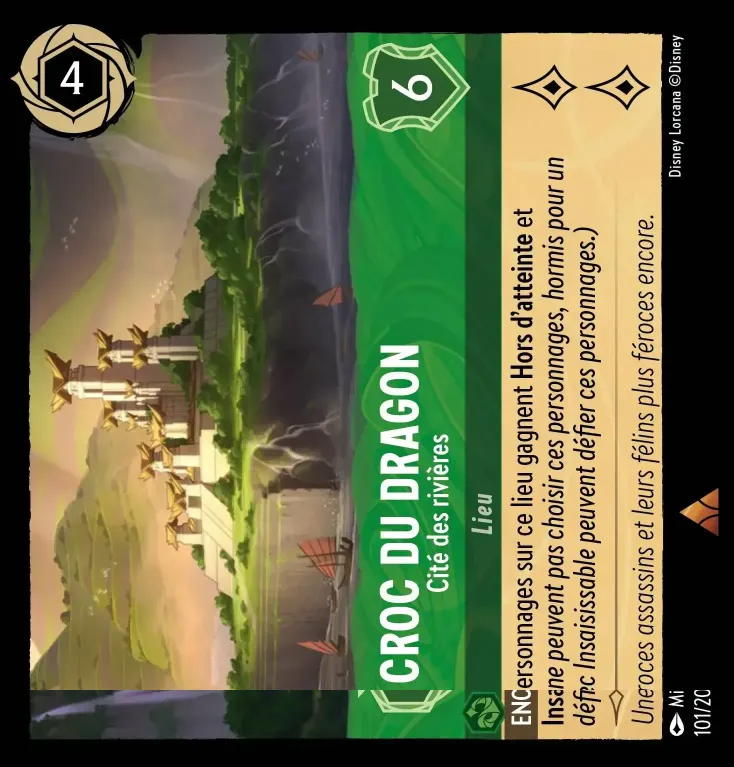 4
CROC DU DRAGON
6
Cité des rivières
Lieu
ENCersonnages sur ce lieu gagnent Hors d'atteinte et
peuvent pas choisir ces personnages, hormis pour un
Insaisissable peuvent défier ces personnages.)
Uneroces assassins et leurs félins plus féroces encore.
Mi
101/20
Disney Lorcana ©Disney